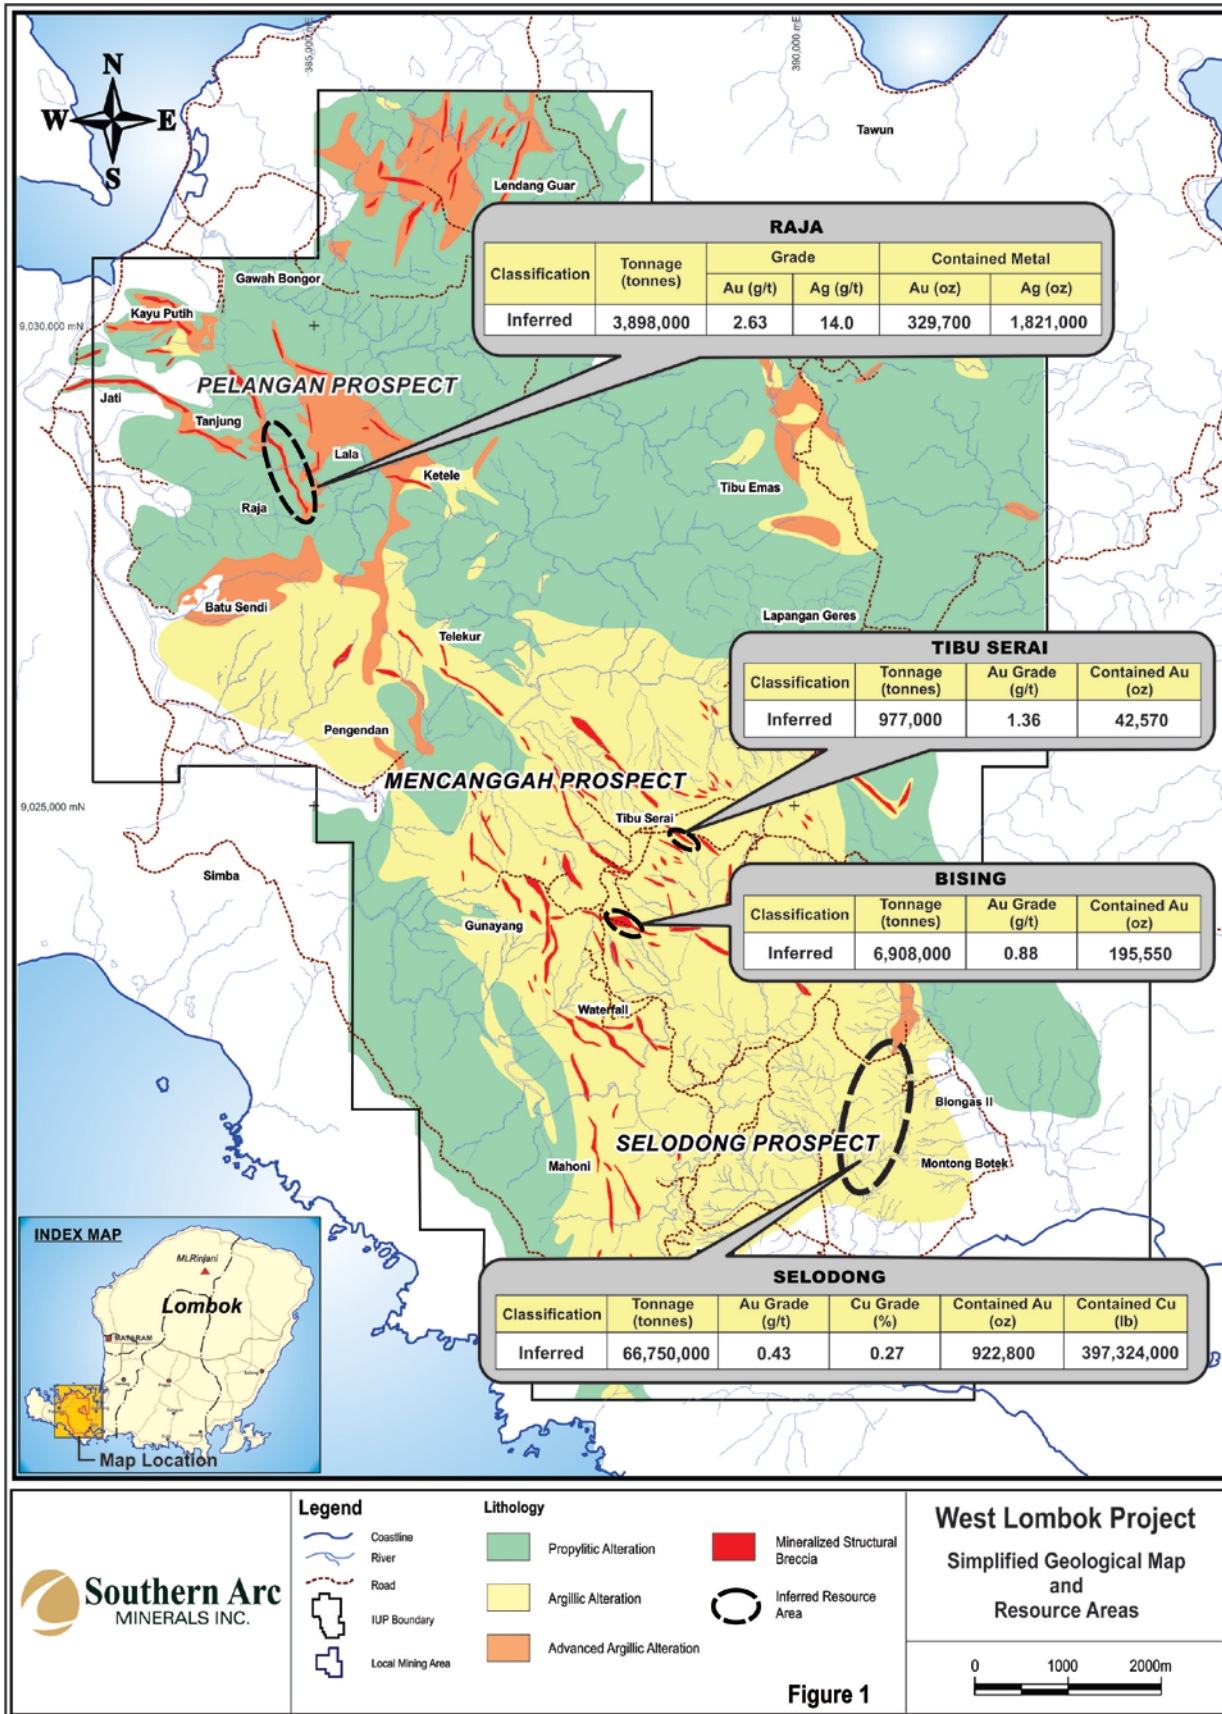 385,000 mE
390,000 mE
N
W
E
S
Tawun
Lendang Guar
RAJA
Classification
Tonnage
(tonnes)
Grade
Contained Metal
Au (g/t)
Ag (g/t)
Au (oz)
Ag (oz)
Inferred
3,898,000
2.63
14.0
329,700
1,821,000
Gawah Bongor
Kayu Putih
9,030,000 mN
PELANGAN PROSPECT
Jati
Tanjung
Lala
Ketele
Raja
Tibu Emas
Batu Sendi
Lapangan Geres
Telekur
TIBU SERAI
Classification
Tonnage
(tonnes)
Au Grade
(g/t)
Contained Au
(oz)
Inferred
977,000
1.36
42,570
Pengendan
MENCANGGAH PROSPECT
9,025,000 mN
Tibu Serai
Simba
BISING
Classification
Tonnage
(tonnes)
Au Grade
(g/t)
Contained Au
(oz)
Inferred
6,908,000
0.88
195,550
Gunayang
Waterfall
Blongas II
SELODONG PROSPECT
Mahoni
Montong Botek
INDEX MAP
Mt.Rinjani
Lombok
MATARAM
Map Location
SELODONG
Classification
Tonnage
(tonnes)
Au Grade
(g/t)
Cu Grade
(%)
Contained Au
(oz)
Contained Cu
(lb)
Inferred
66,750,000
0.43
0.27
922,800
397,324,000
Southern Arc
MINERALS INC.
Legend
Coastline
River
Road
IUP Boundary
Local Mining Area
Lithology
Propylitic Alteration
Argillic Alteration
Advanced Argillic Alteration
Mineralized Structural
Breccia
Inferred Resource
Area
Figure 1
West Lombok Project
Simplified Geological Map
and
Resource Areas
0
1000
2000m